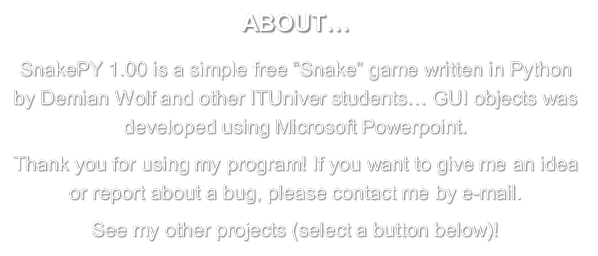 ABOUT…
SnakePY 1.00 is a simple free “Snake” game written in Python
by Demian Wolf and other ITUniver students… GUI objects was
developed using Microsoft Powerpoint.
Thank you for using my program! If you want to give me an idea
or report about a bug, please contact me by e-mail.
See my other projects (select a button below)!